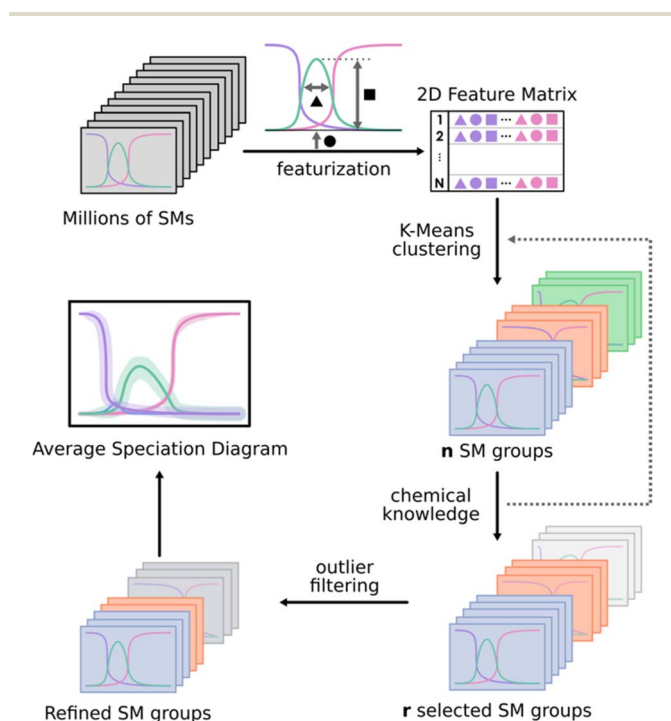 Millions of SMs
featurization
2D Feature Matrix
1
2
N
K-Means
clustering
n SM groups
chemical
knowledge
r selected SM groups
outlier
filtering
Refined SM groups
Average Speciation Diagram